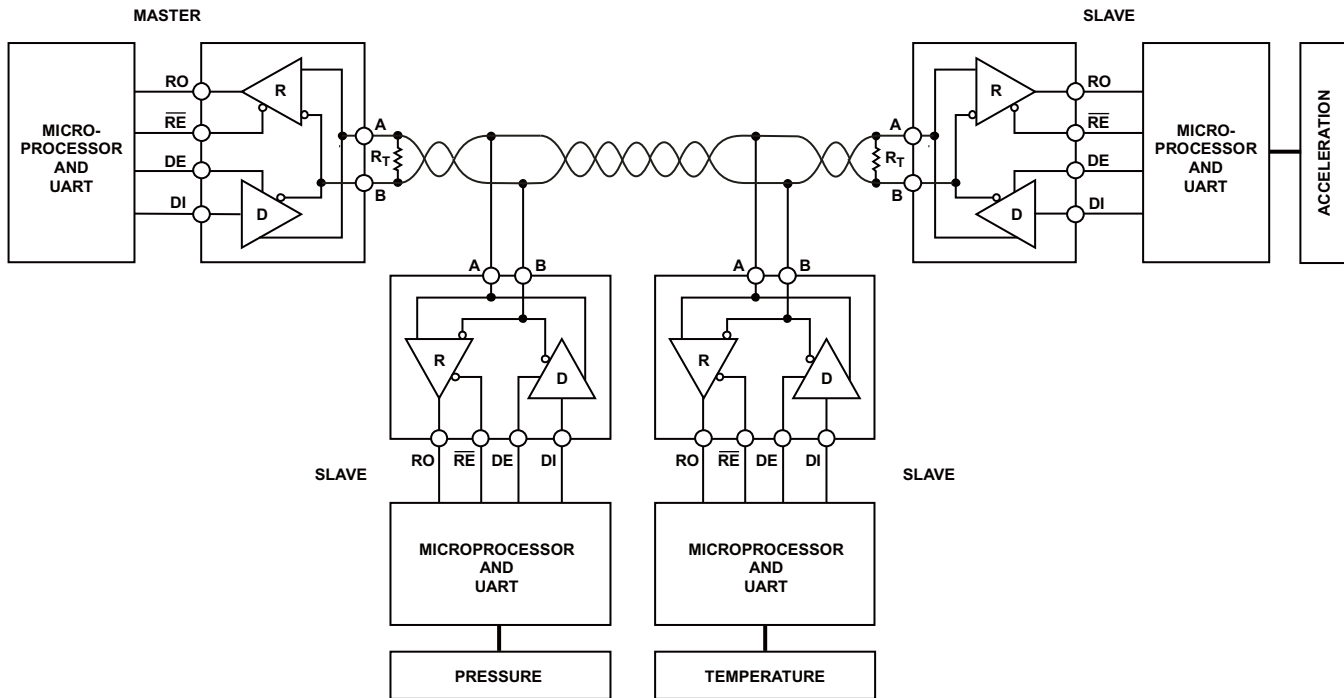 MASTER
SLAVE
MICRO-
PROCESSOR
AND
UART
RO
RE
DE
DI
R
D
A
B
RT
RT
A
B
R
D
RO
RE
DE
DI
MICRO-
PROCESSOR
AND
UART
ACCELERATION
A
B
R
D
RO
RE
DE
DI
SLAVE
MICROPROCESSOR
AND
UART
PRESSURE
A
B
R
D
RO
RE
DE
DI
SLAVE
MICROPROCESSOR
AND
UART
TEMPERATURE